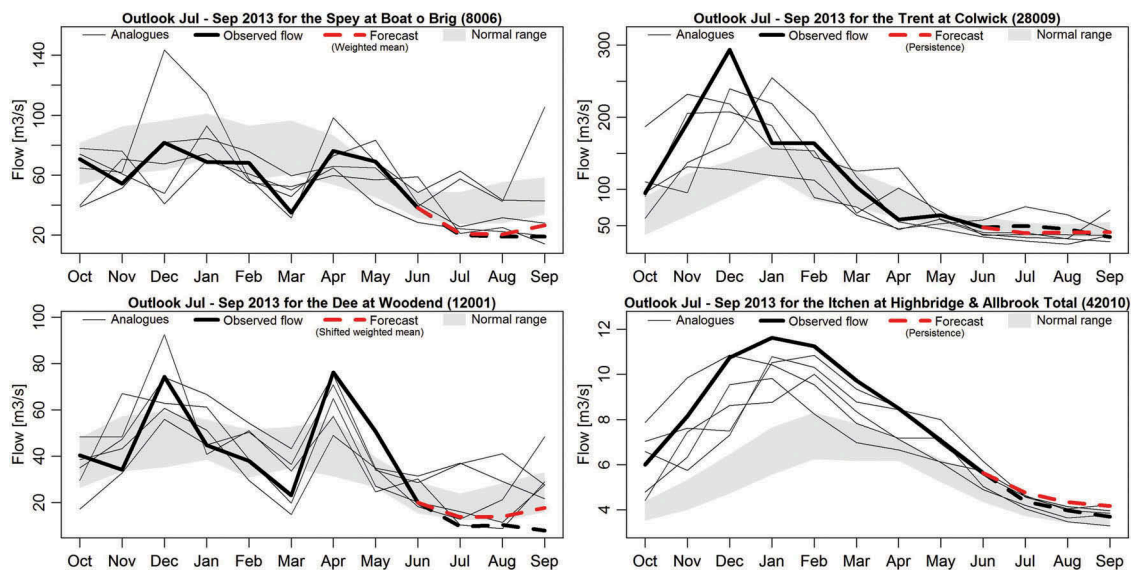 Outlook Jul - Sep 2013 for the Spey at Boat o Brig (8006)
Analogues Observed flow Forecast Normal range
(Weighted mean)
Flow [m3/s]
140
100
60
20
Oct Nov Dec Jan Feb Mar Apr May Jun Jul Aug Sep
Outlook Jul - Sep 2013 for the Trent at Colwick (28009)
Analogues Observed flow Forecast Normal range
(Persistence)
Flow [m3/s]
300
200
100
50
Oct Nov Dec Jan Feb Mar Apr May Jun Jul Aug Sep
Outlook Jul - Sep 2013 for the Dee at Woodend (12001)
Analogues Observed flow Forecast Normal range
(Shifted weighted mean)
Flow [m3/s]
100
80
60
40
20
Oct Nov Dec Jan Feb Mar Apr May Jun Jul Aug Sep
Outlook Jul - Sep 2013 for the Itchen at Highbridge & Allbrook Total (42010)
Analogues Observed flow Forecast Normal range
(Persistence)
Flow [m3/s]
12
10
8
6
4
Oct Nov Dec Jan Feb Mar Apr May Jun Jul Aug Sep